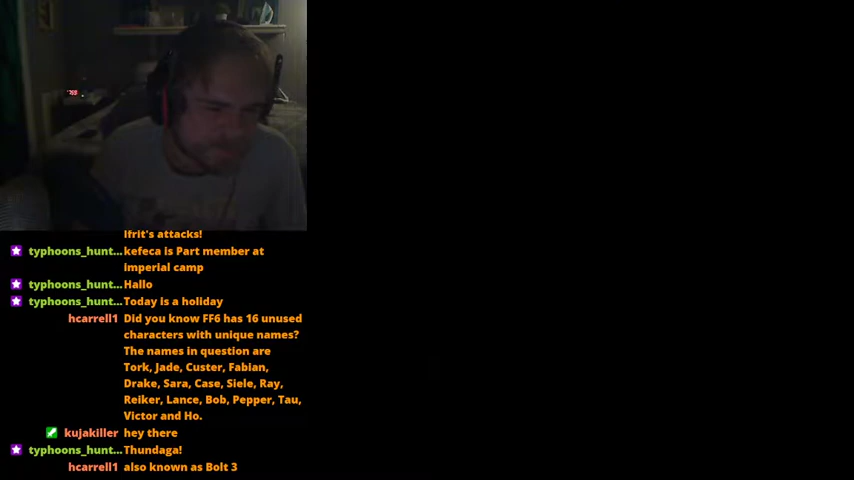 Ifrit's attacks!
typhoons_hunt... kefeca is Part member at
imperial camp
typhoons_hunt... Hallo
typhoons_hunt... Today is a holiday
hcarrell1 Did you know FF6 has 16 unused
characters with unique names?
The names in question are
Tork, Jade, Custer, Fabian,
Drake, Sara, Case, Siele, Ray,
Reiker, Lance, Bob, Pepper, Tau,
Victor and Ho.
kujakiller hey there
typhoons_hunt... Thundaga!
hcarrell1 also known as Bolt 3